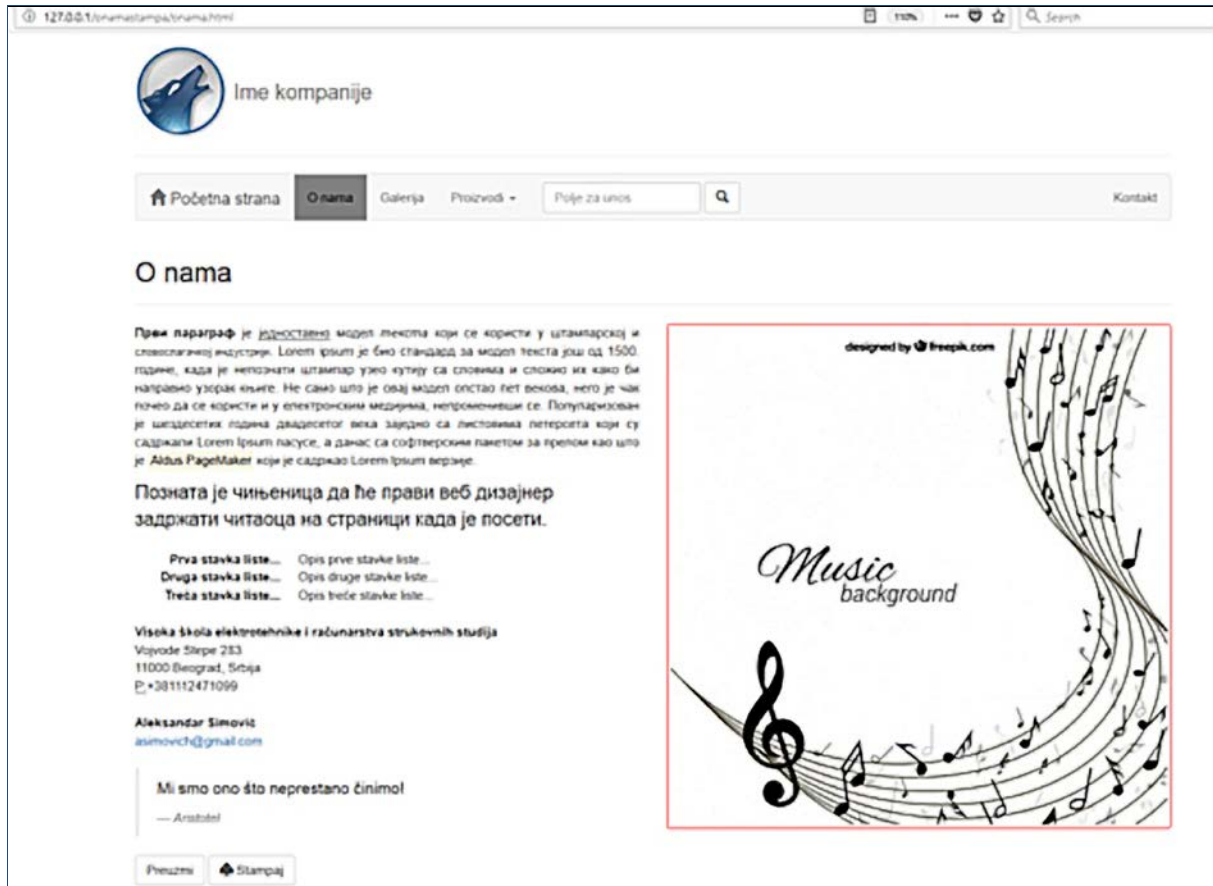 127.0.0.1/onamastampa/onama.html
110%
Search
Ime kompanije
Početna strana O nama Galerija Proizvodi Polje za unos Kontakt
O nama
Први параграф је једноставно модел текста који се користи у штампарској и
словослагачкој индустрији. Lorem ipsum је био стандард за модел текста још од 1500.
године, када је непознати штампар узео кутију са словима и сложио их како би
направио узорак књиге. Не само што је овај модел опстао пет векова, него је чак
почео да се користи и у електронским медијима, непроменивши се. Популаризован
је шездесетих година двадесетог века заједно са листовима летерсета који су
садржали Lorem Ipsum пасусе, а данас са софтверским пакетом за прелом као што
је Aldus PageMaker који је садржао Lorem Ipsum верзије.
Позната је чињеница да ће прави веб дизајнер
задржати читаоца на страници када је посети.
Prva stavka liste... Opis prve stavke liste...
Druga stavka liste... Opis druge stavke liste...
Treća stavka liste... Opis treće stavke liste...
Visoka škola elektrotehnike i računarstva strukovnih studija
Vojvode Stepe 283
11000 Beograd, Srbija
P:+381112471099
Aleksandar Simović
asimovich@gmail.com
Mi smo ono što neprestano činimo!
— Aristotel
Preuzmi Stampaj
designed by freepik.com
Music
background